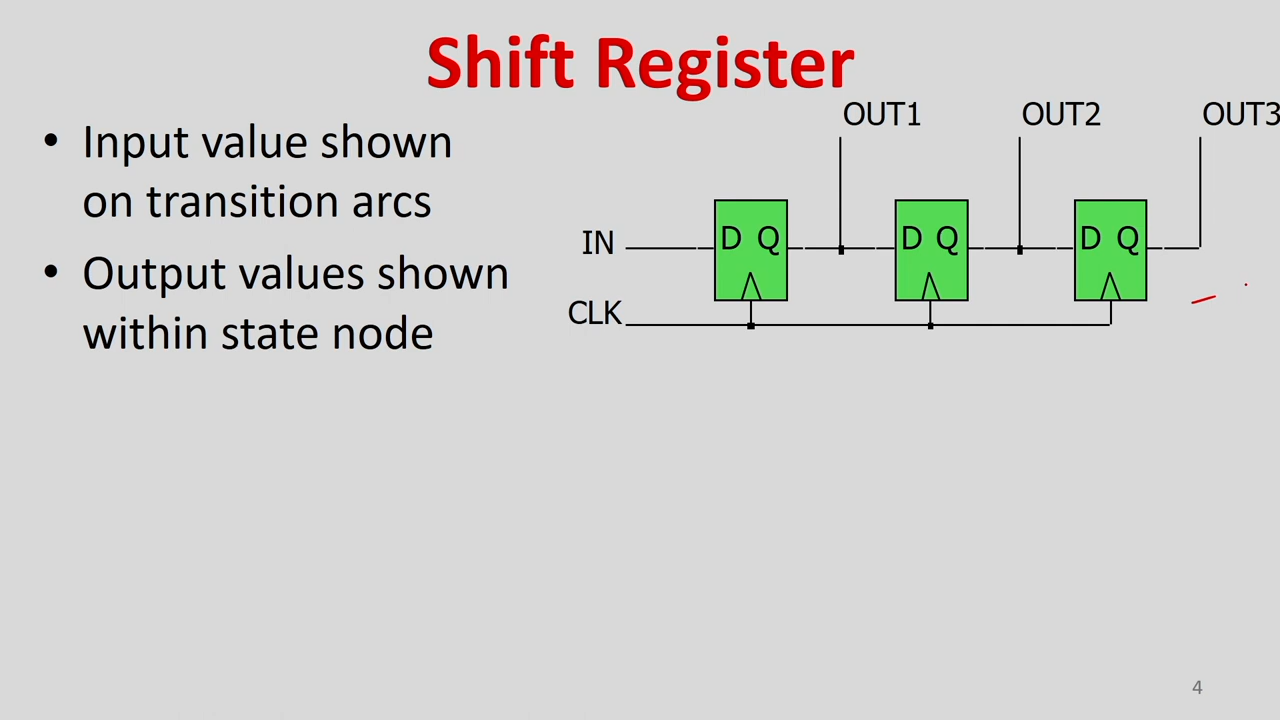 Shift Register
• Input value shown
on transition arcs
• Output values shown
within state node
OUT1 OUT2 OUT3
IN D Q D Q D Q
CLK
4